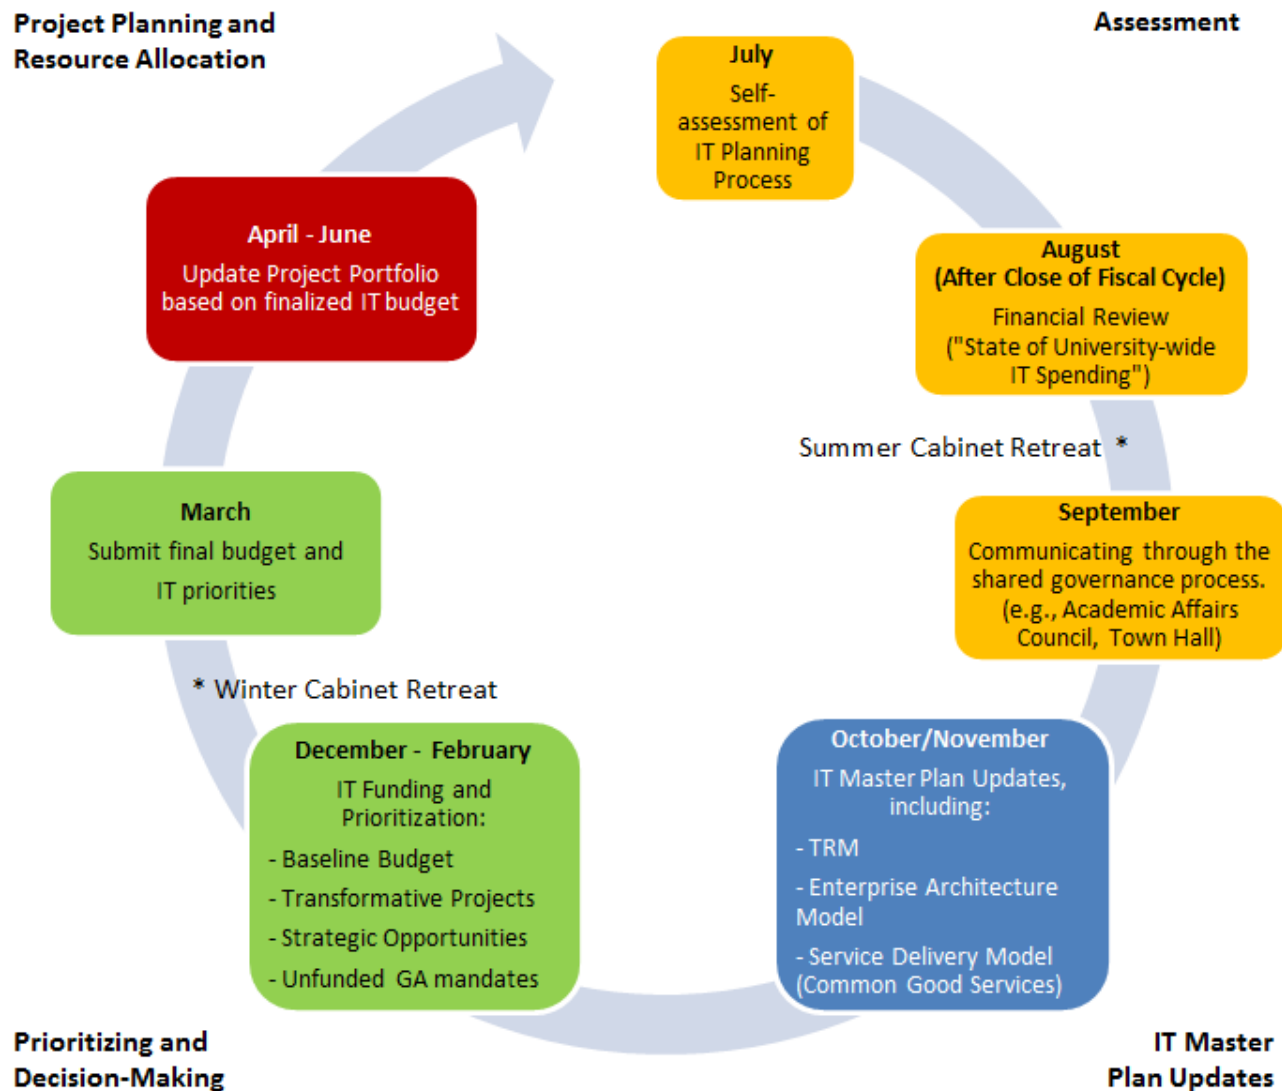 Project Planning and
Resource Allocation
Assessment
July
Self-
assessment of
IT Planning
Process
August
(After Close of Fiscal Cycle)
Financial Review
("State of University-wide
IT Spending")
Summer Cabinet Retreat *
September
Communicating through the
shared governance process.
(e.g., Academic Affairs
Council, Town Hall)
October/November
IT Master Plan Updates,
including:
- TRM
- Enterprise Architecture
Model
- Service Delivery Model
(Common Good Services)
IT Master
Plan Updates
December - February
IT Funding and
Prioritization:
- Baseline Budget
- Transformative Projects
- Strategic Opportunities
- Unfunded GA mandates
Prioritizing and
Decision-Making
* Winter Cabinet Retreat
March
Submit final budget and
IT priorities
April - June
Update Project Portfolio
based on finalized IT budget